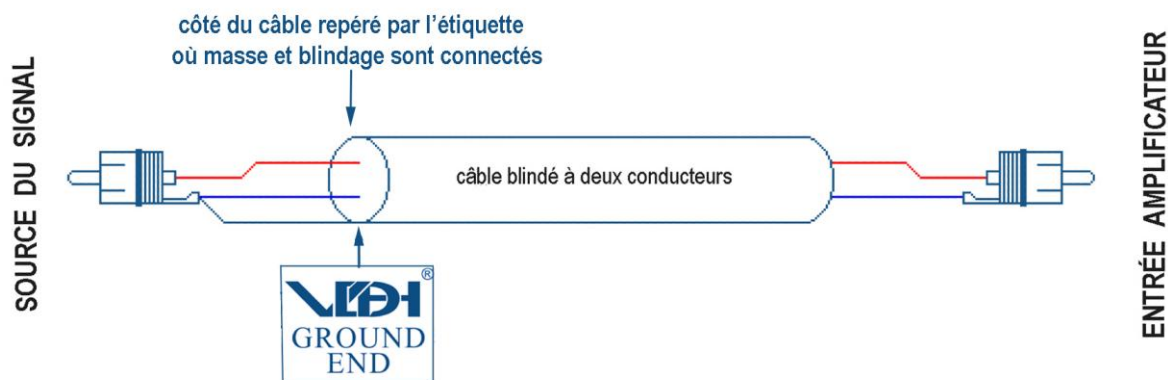 côté du câble repéré par l'étiquette
où masse et blindage sont connectés
SOURCE DU SIGNAL
câble blindé à deux conducteurs
ENTRÉE AMPLIFICATEUR
VDH®
GROUND
END